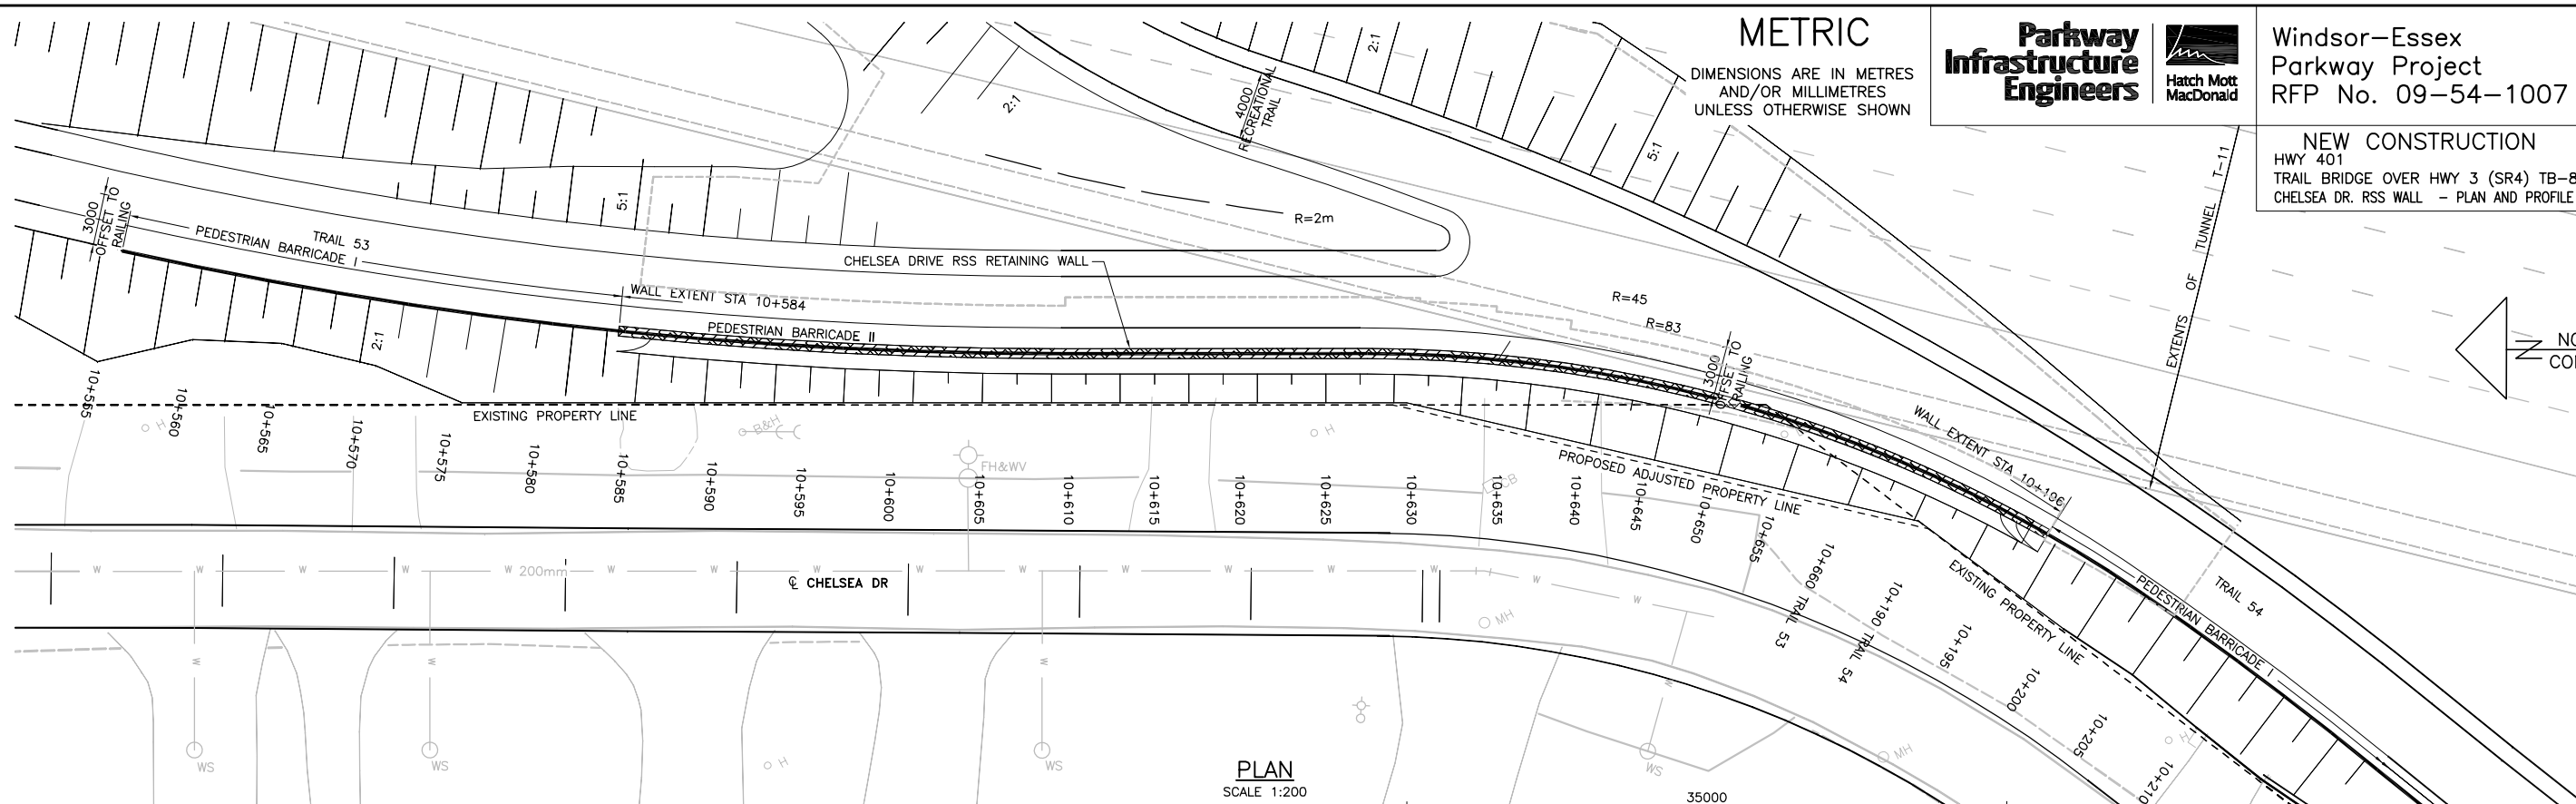 METRIC
DIMENSIONS ARE IN METRES
AND/OR MILLIMETRES
UNLESS OTHERWISE SHOWN
Parkway
Infrastructure
Engineers
Hatch Mott
MacDonald
Windsor-Essex
Parkway Project
RFP No. 09-54-1007
NEW CONSTRUCTION
HWY 401
TRAIL BRIDGE OVER HWY 3 (SR4) TB-8
CHELSEA DR. RSS WALL - PLAN AND PROFILE
2:1
2:1
5:1
5:1
2:1
4000
RECREATIONAL
TRAIL
R=2m
3000
OFFSET TO
RAILING
TRAIL 53
PEDESTRIAN BARRICADE I
CHELSEA DRIVE RSS RETAINING WALL
WALL EXTENT STA 10+584
PEDESTRIAN BARRICADE II
R=45
R=83
3000
OFFSET TO
RAILING
EXTENTS OF TUNNEL T-11
WALL EXTENT STA 10+196
EXISTING PROPERTY LINE
PROPOSED ADJUSTED PROPERTY LINE
EXISTING PROPERTY LINE
PEDESTRIAN BARRICADE I
TRAIL 54
10+565
10+560
10+565
10+570
10+575
10+580
10+585
10+590
10+595
10+600
10+605
10+610
10+615
10+620
10+625
10+630
10+635
10+640
10+645
10+650
10+655
10+660 TRAIL 53
10+190 TRAIL 54
10+195
10+200
10+205
10+210
H
B&H
FH&WV
H
CB
W W W W W 200mm W W W W W W W W W W W
℄ CHELSEA DR
MH
MH
W
W
W
W
WS
WS
WS
WS
H
H
PLAN
SCALE 1:200
35000